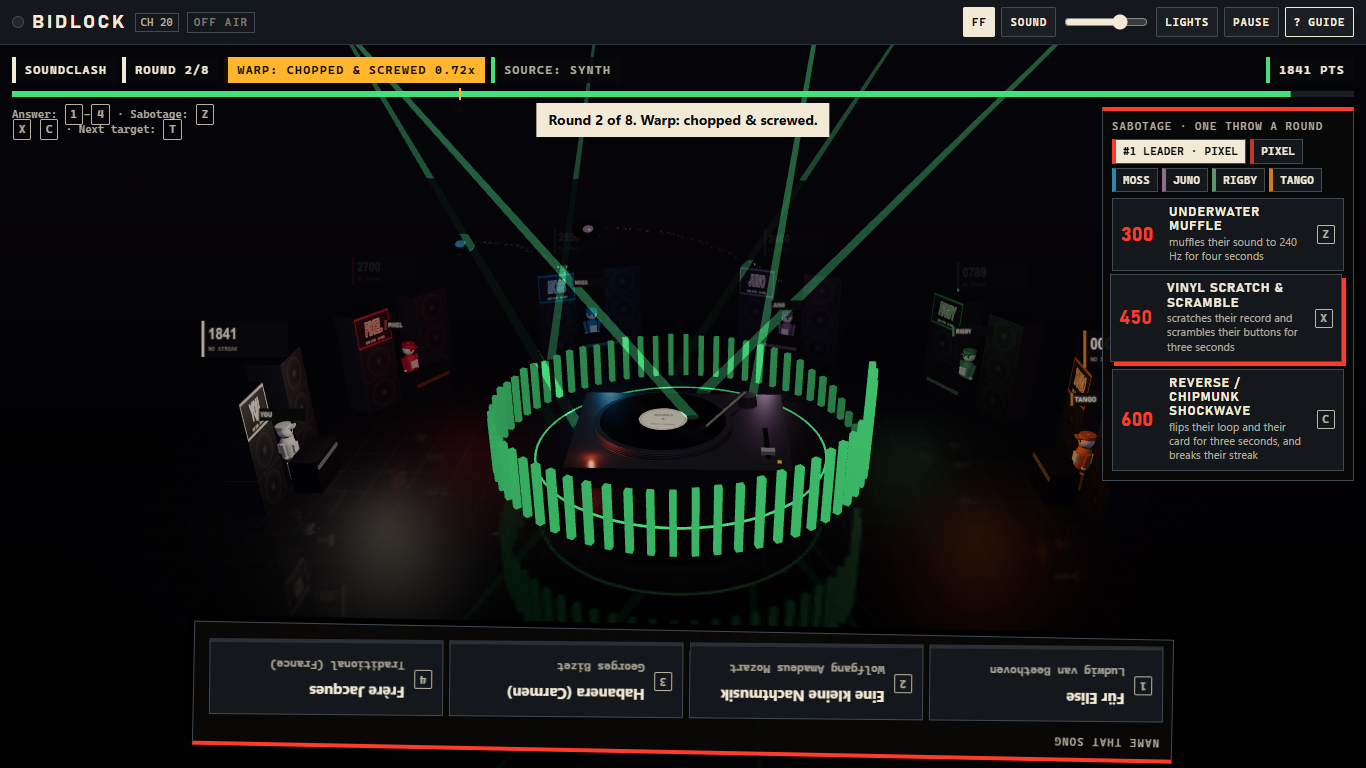 BIDLOCK CH 20 OFF AIR FF SOUND LIGHTS PAUSE ? GUIDE
SOUNDCLASH ROUND 2/8 WARP: CHOPPED & SCREWED 0.72x SOURCE: SYNTH 1841 PTS
Answer: 1 - 4 · Sabotage: Z
X C · Next target: T
Round 2 of 8. Warp: chopped & screwed.
SABOTAGE · ONE THROW A ROUND
#1 LEADER · PIXEL PIXEL
MOSS JUNO RIGBY TANGO
300 UNDERWATER MUFFLE Z
muffles their sound to 240
Hz for four seconds
450 VINYL SCRATCH &
SCRAMBLE X
scratches their record and
scrambles their buttons for
three seconds
600 REVERSE /
CHIPMUNK
SHOCKWAVE C
flips their loop and their
card for three seconds, and
breaks their streak
2700
0789
1841
NO STREAK
PIXEL PIXEL
MOSS MOSS
JUNO JUNO
RIGBY
YOU YOU
TANGO
NAME THAT SONG
1 Für Elise
Ludwig van Beethoven
2 Eine kleine Nachtmusik
Wolfgang Amadeus Mozart
3 Habanera (Carmen)
Georges Bizet
4 Frère Jacques
Traditional (France)